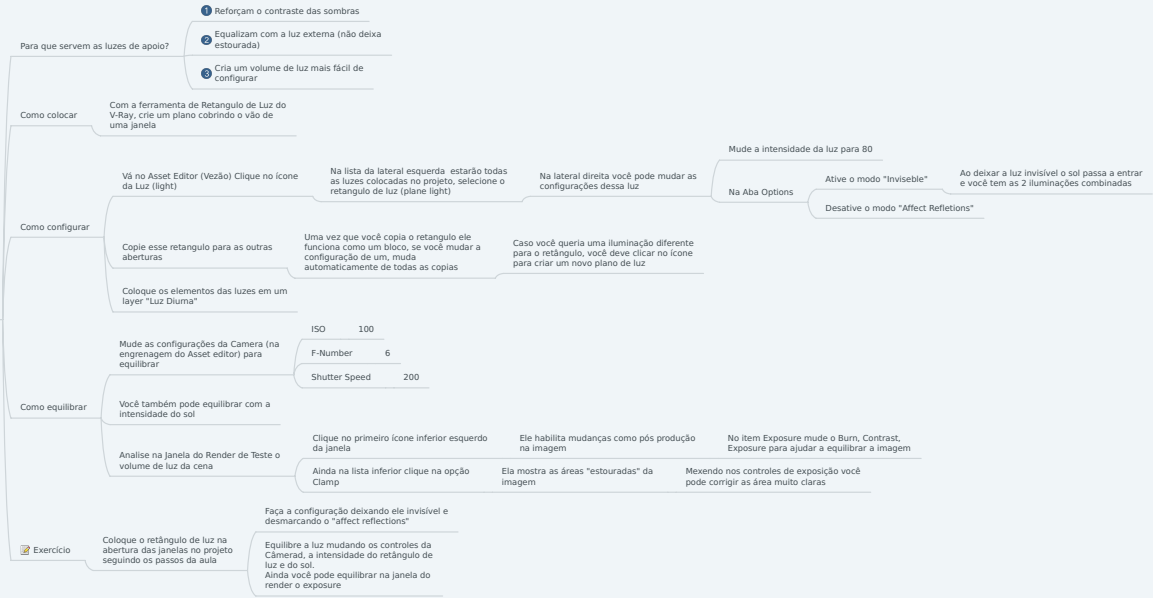 Para que servem as luzes de apoio?
1 Reforçam o contraste das sombras
2 Equalizam com a luz externa (não deixa
estourada)
3 Cria um volume de luz mais fácil de
configurar
Como colocar
Com a ferramenta de Retangulo de Luz do
V-Ray, crie um plano cobrindo o vão de
uma janela
Como configurar
Vá no Asset Editor (Vezão) Clique no ícone
da Luz (light)
Na lista da lateral esquerda estarão todas
as luzes colocadas no projeto, selecione o
retangulo de luz (plane light)
Na lateral direita você pode mudar as
configurações dessa luz
Mude a intensidade da luz para 80
Na Aba Options
Ative o modo "Inviseble"
Ao deixar a luz invisível o sol passa a entrar
e você tem as 2 iluminações combinadas
Desative o modo "Affect Refletions"
Copie esse retangulo para as outras
aberturas
Uma vez que você copia o retangulo ele
funciona como um bloco, se você mudar a
configuração de um, muda
automaticamente de todas as copias
Caso você queria uma iluminação diferente
para o retângulo, você deve clicar no ícone
para criar um novo plano de luz
Coloque os elementos das luzes em um
layer "Luz Diurna"
Como equilibrar
Mude as configurações da Camera (na
engrenagem do Asset editor) para
equilibrar
ISO 100
F-Number 6
Shutter Speed 200
Você também pode equilibrar com a
intensidade do sol
Analise na Janela do Render de Teste o
volume de luz da cena
Clique no primeiro ícone inferior esquerdo
da janela
Ele habilita mudanças como pós produção
na imagem
No item Exposure mude o Burn, Contrast,
Exposure para ajudar a equilibrar a imagem
Ainda na lista inferior clique na opção
Clamp
Ela mostra as áreas "estouradas" da
imagem
Mexendo nos controles de exposição você
pode corrigir as área muito claras
Exercício
Coloque o retângulo de luz na
abertura das janelas no projeto
seguindo os passos da aula
Faça a configuração deixando ele invisível e
desmarcando o "affect reflections"
Equilibre a luz mudando os controles da
Câmerad, a intensidade do retângulo de
luz e do sol.
Ainda você pode equilibrar na janela do
render o exposure